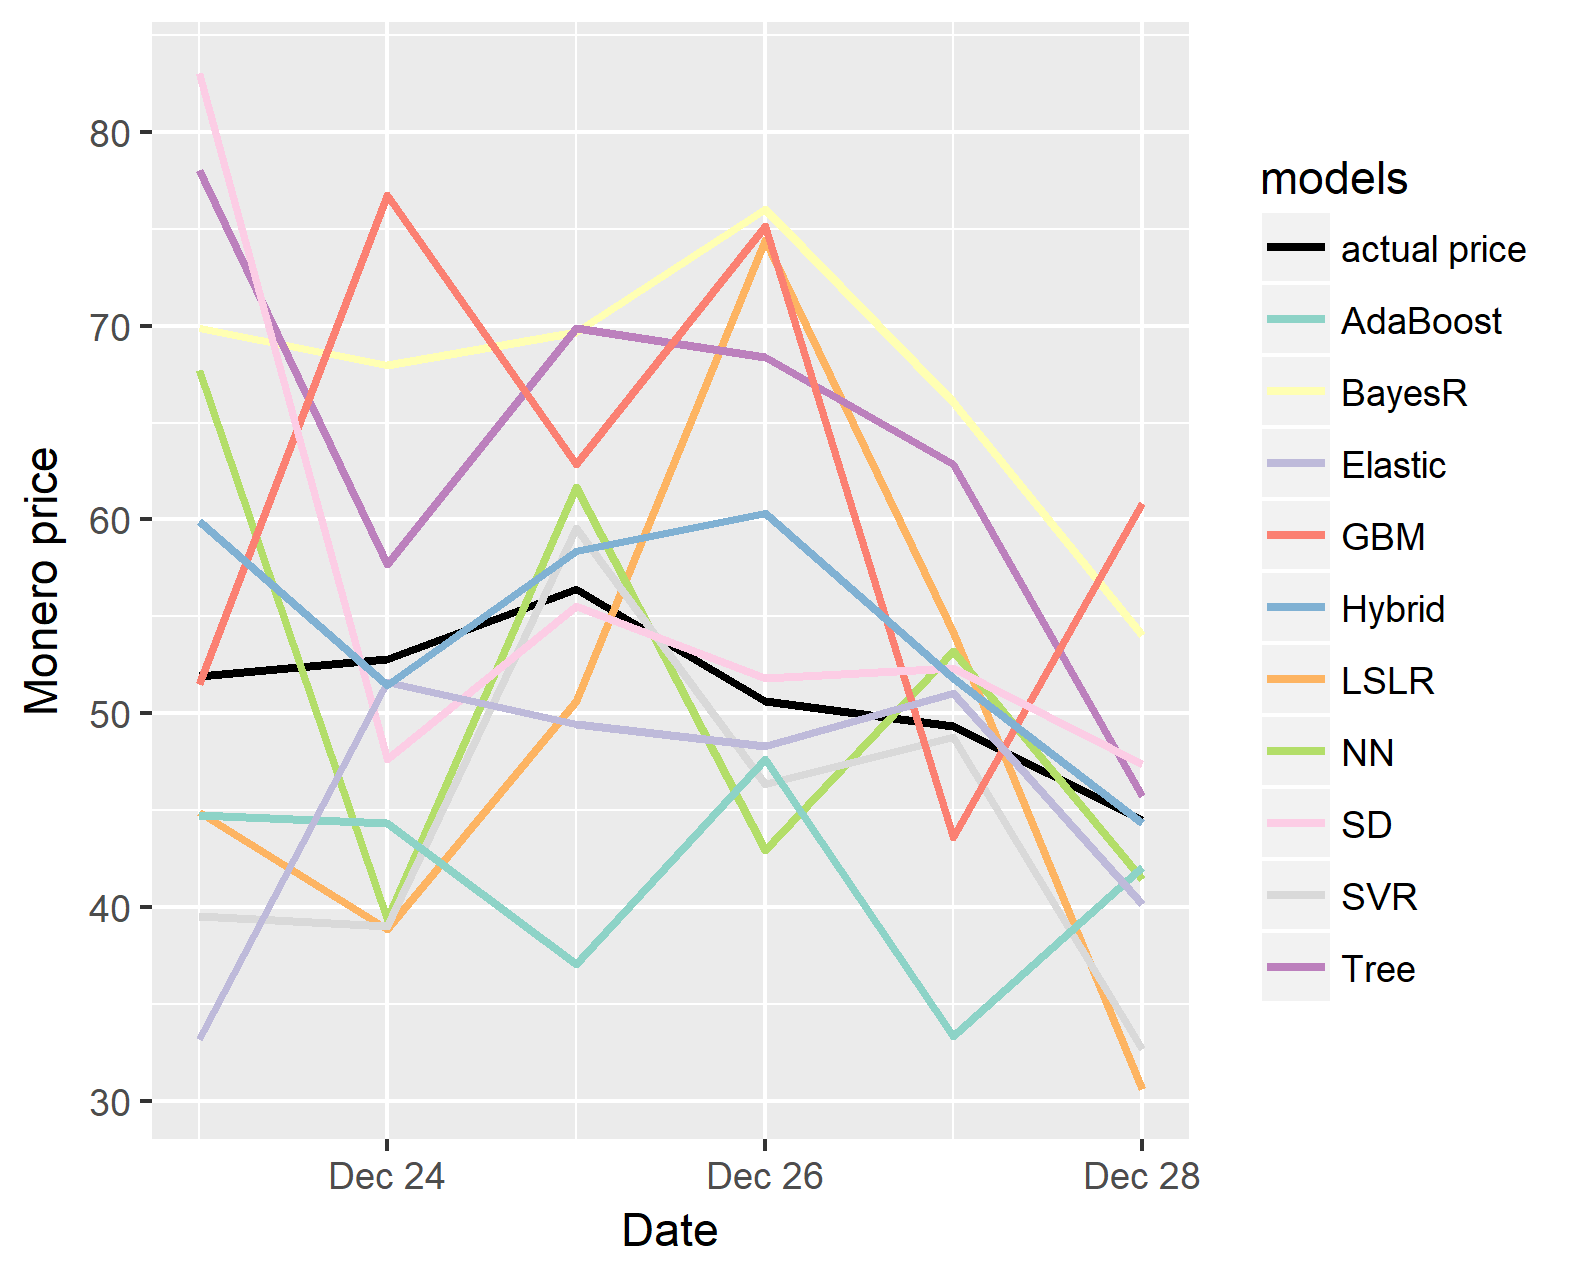 80
70
60
50
40
30
Monero price
Dec 24
Dec 26
Dec 28
Date
models
actual price
AdaBoost
BayesR
Elastic
GBM
Hybrid
LSLR
NN
SD
SVR
Tree